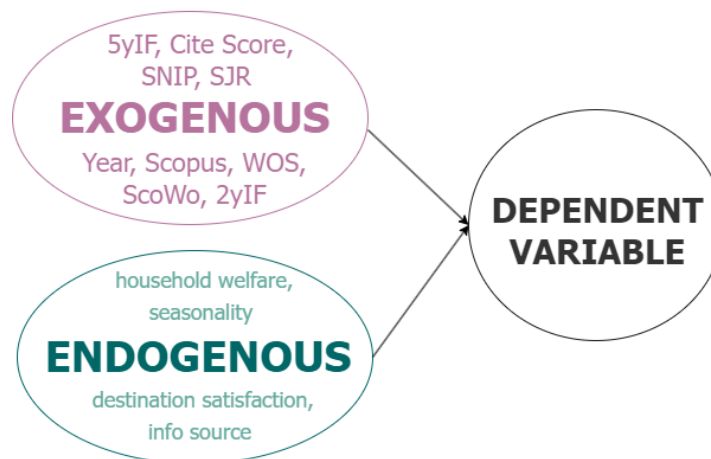 5yIF, Cite Score,
SNIP, SJR
EXOGENOUS
Year, Scopus, WOS,
ScoWo, 2yIF
household welfare,
seasonality
ENDOGENOUS
destination satisfaction,
info source
DEPENDENT
VARIABLE